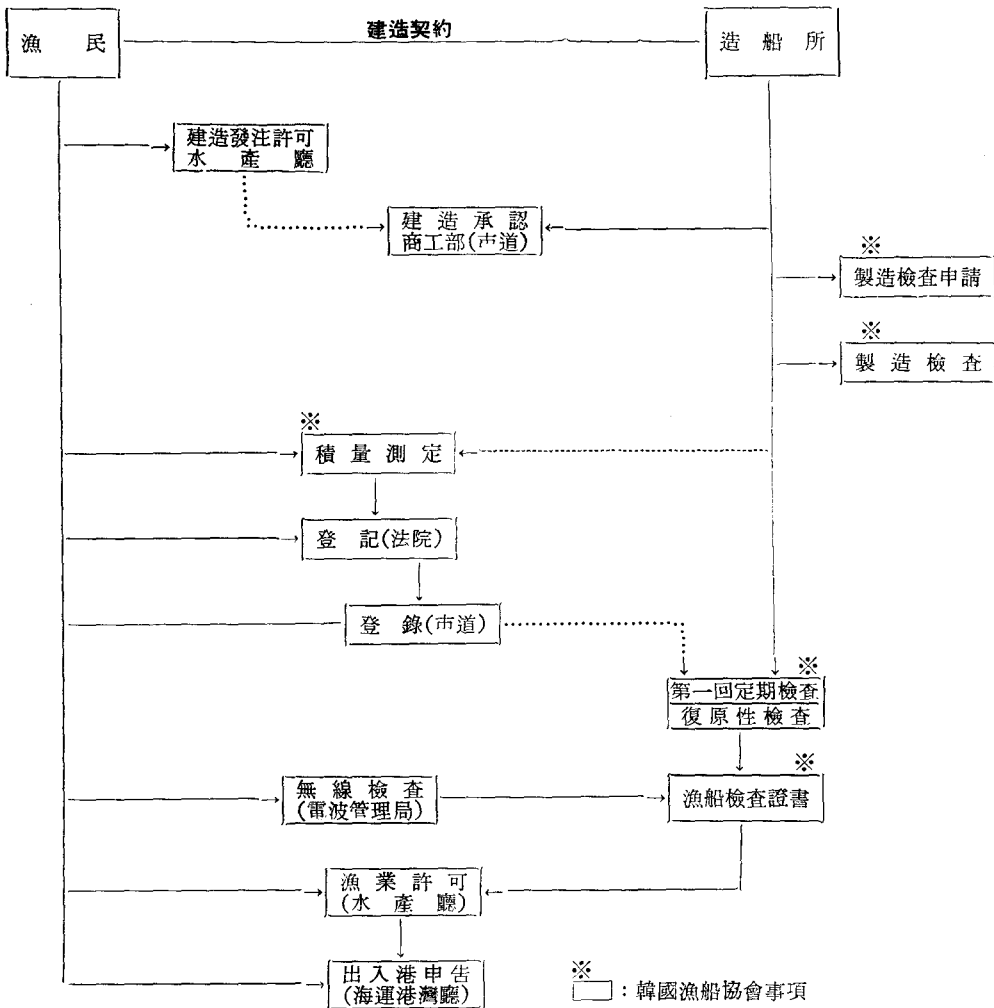 建造契約
漁 民
造 船 所
建造發注許可
水 產 廳
建 造 承 認
商工部(市道)
※
製造檢査申請
※
製 造 檢 査
※
積 量 測 定
登 記(法院)
登 錄(市道)
※
第一回定期檢査
復 原 性 檢 査
※
無 線 檢 査
(電波管理局)
漁船檢査證書
漁 業 許 可
(水 產 廳)
出 入 港 申 告
(海運港灣廳)
※
: 韓國漁船協會事項